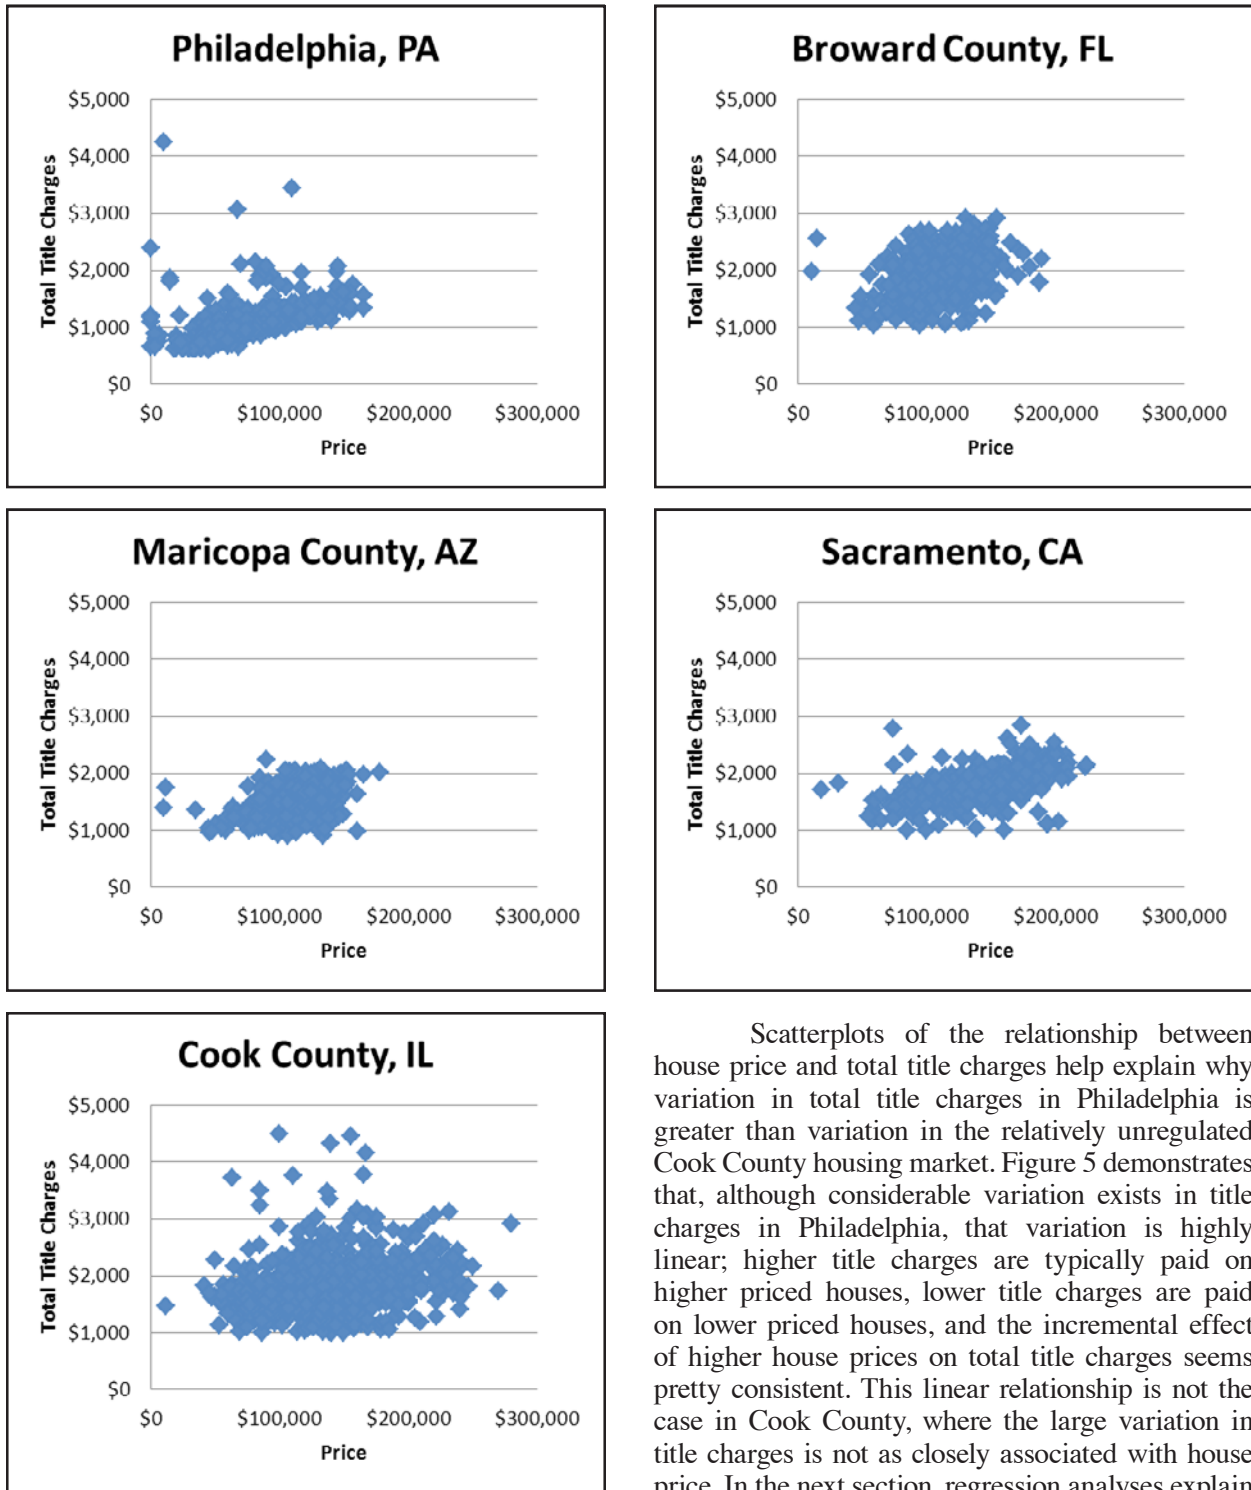 Philadelphia, PA
$5,000
$4,000
$3,000
$2,000
$1,000
$0
Total Title Charges
$0 $100,000 $200,000 $300,000
Price
Broward County, FL
$5,000
$4,000
$3,000
$2,000
$1,000
$0
Total Title Charges
$0 $100,000 $200,000 $300,000
Price
Maricopa County, AZ
$5,000
$4,000
$3,000
$2,000
$1,000
$0
Total Title Charges
$0 $100,000 $200,000 $300,000
Price
Sacramento, CA
$5,000
$4,000
$3,000
$2,000
$1,000
$0
Total Title Charges
$0 $100,000 $200,000 $300,000
Price
Cook County, IL
$5,000
$4,000
$3,000
$2,000
$1,000
$0
Total Title Charges
$0 $100,000 $200,000 $300,000
Price
Scatterplots of the relationship between
house price and total title charges help explain why
variation in total title charges in Philadelphia is
greater than variation in the relatively unregulated
Cook County housing market. Figure 5 demonstrates
that, although considerable variation exists in title
charges in Philadelphia, that variation is highly
linear; higher title charges are typically paid on
higher priced houses, lower title charges are paid
on lower priced houses, and the incremental effect
of higher house prices on total title charges seems
pretty consistent. This linear relationship is not the
case in Cook County, where the large variation in
title charges is not as closely associated with house
price. In the next section, regression analyses explain